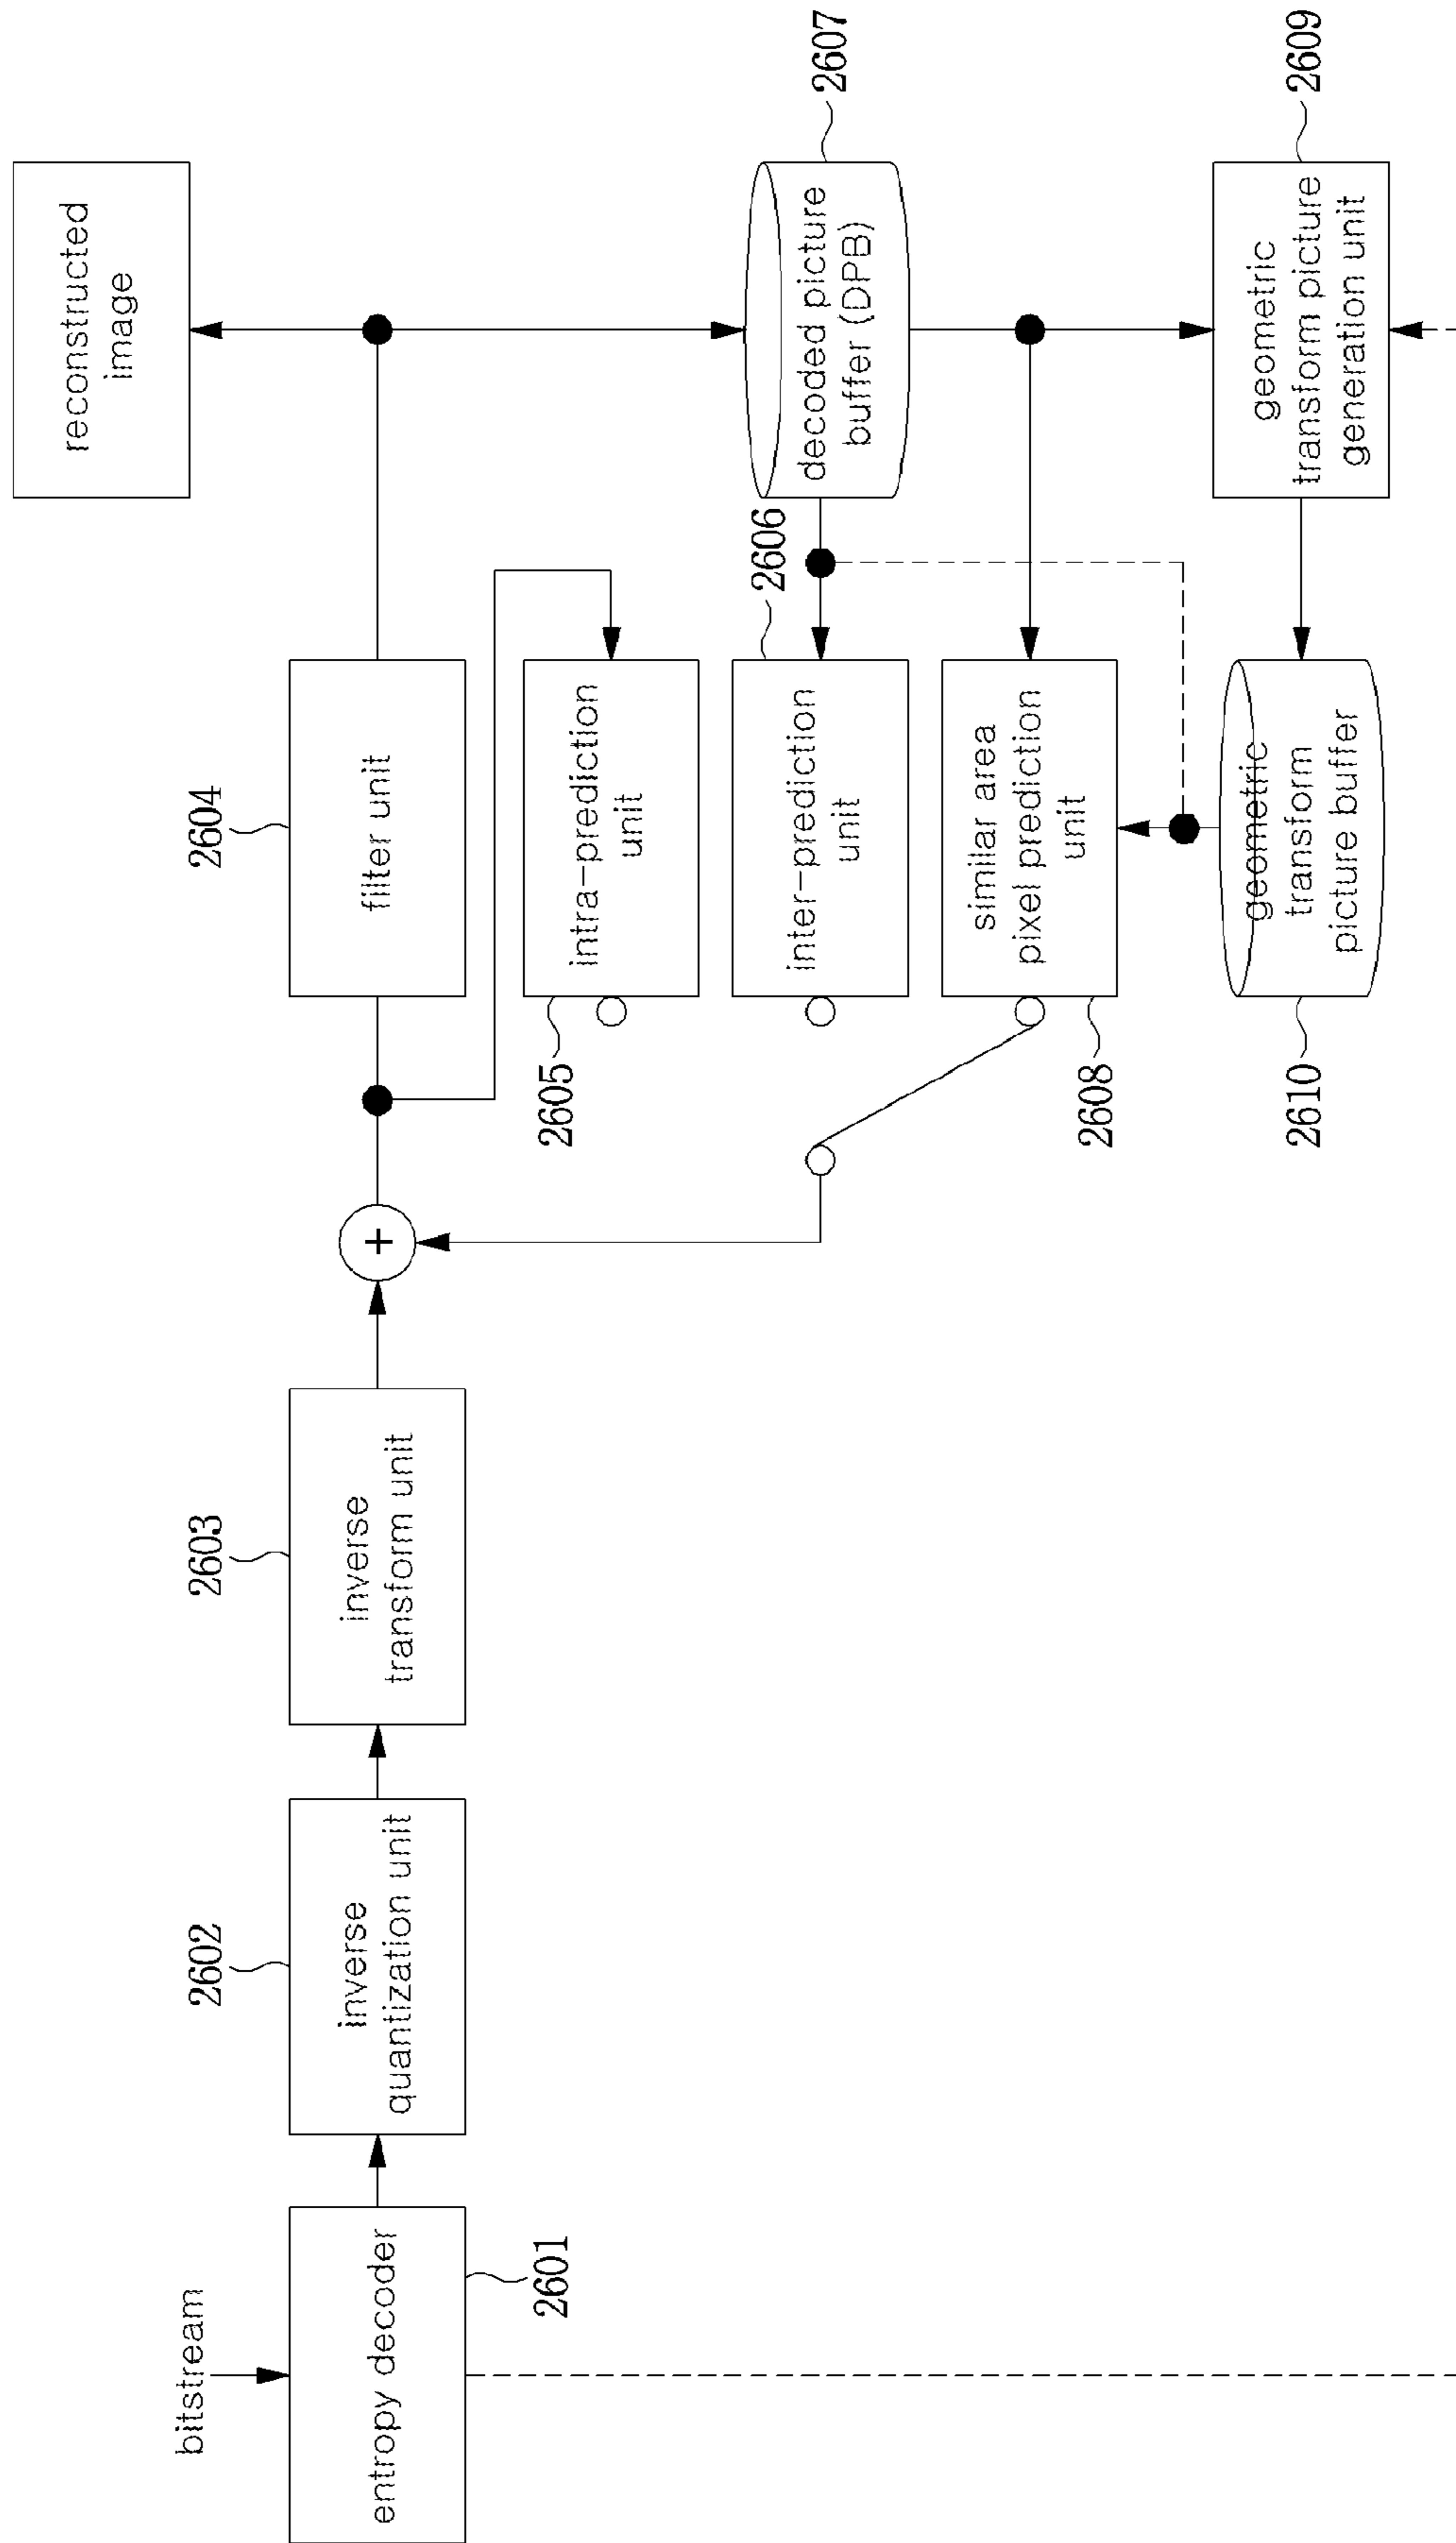 bitstream
entropy decoder
2601
inverse
quantization unit
2602
inverse
transform unit
2603
+
filter unit
2604
reconstructed
image
intra-prediction
unit
2605
inter-prediction
unit
2606
decoded picture
buffer (DPB)
2607
similar area
pixel prediction
unit
2608
geometric
transform picture
generation unit
2609
geometric
transform
picture buffer
2610